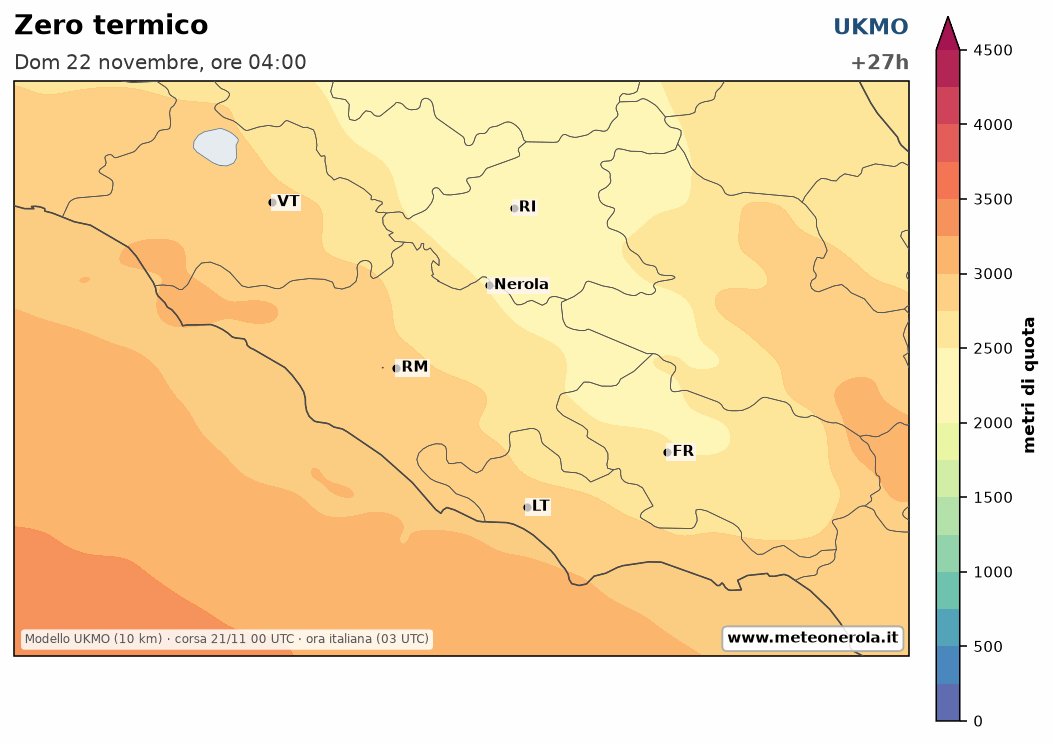 Zero termico
UKMO
Dom 22 novembre, ore 04:00
+27h
VT
RI
Nerola
RM
FR
LT
Modello UKMO (10 km) · corsa 21/11 00 UTC · ora italiana (03 UTC)
www.meteonerola.it
4500
4000
3500
3000
2500
2000
1500
1000
500
0
metri di quota